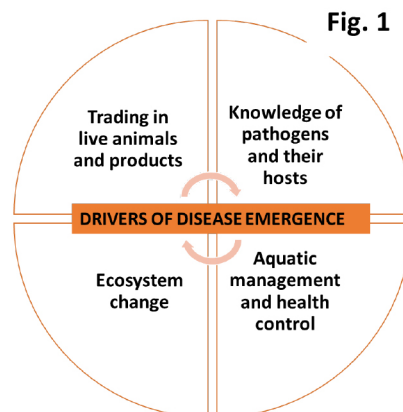 Fig. 1
Trading in
live animals
and products
Knowledge of
pathogens
and their
hosts
DRIVERS OF DISEASE EMERGENCE
Ecosystem
change
Aquatic
management
and health
control